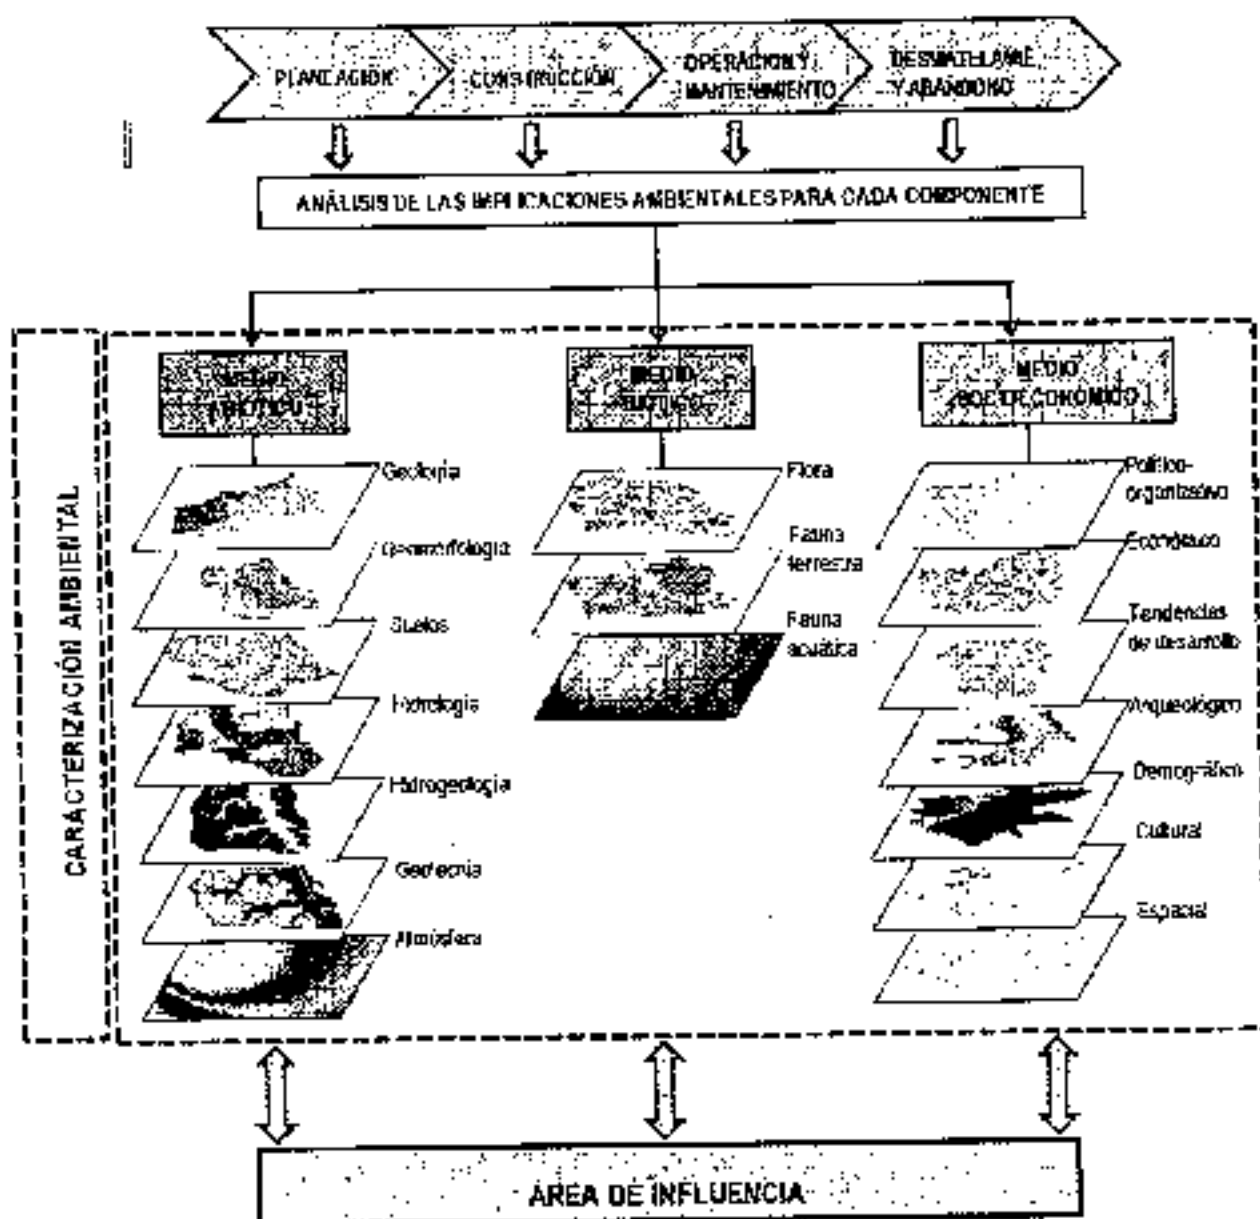 PLANEACIÓN
CONSTRUCCIÓN
OPERACIÓN Y
MANTENIMIENTO
Y ABANDONO
ANÁLISIS DE LAS IMPLICACIONES AMBIENTALES PARA CADA COMPONENTE
CARACTERIZACIÓN AMBIENTAL
MEDIO
ABIÓTICO
Geología
Geomorfología
Suelos
Hidrología
Hidrogeología
Geotecnia
Atmósfera
MEDIO
BIÓTICO
Flora
Fauna
terrestre
Fauna
acuática
MEDIO
SOCIOECONÓMICO
Político-
organizativo
Económico
Tendencias
de desarrollo
Arqueológico
Demográfico
Cultural
Espacial
ÁREA DE INFLUENCIA